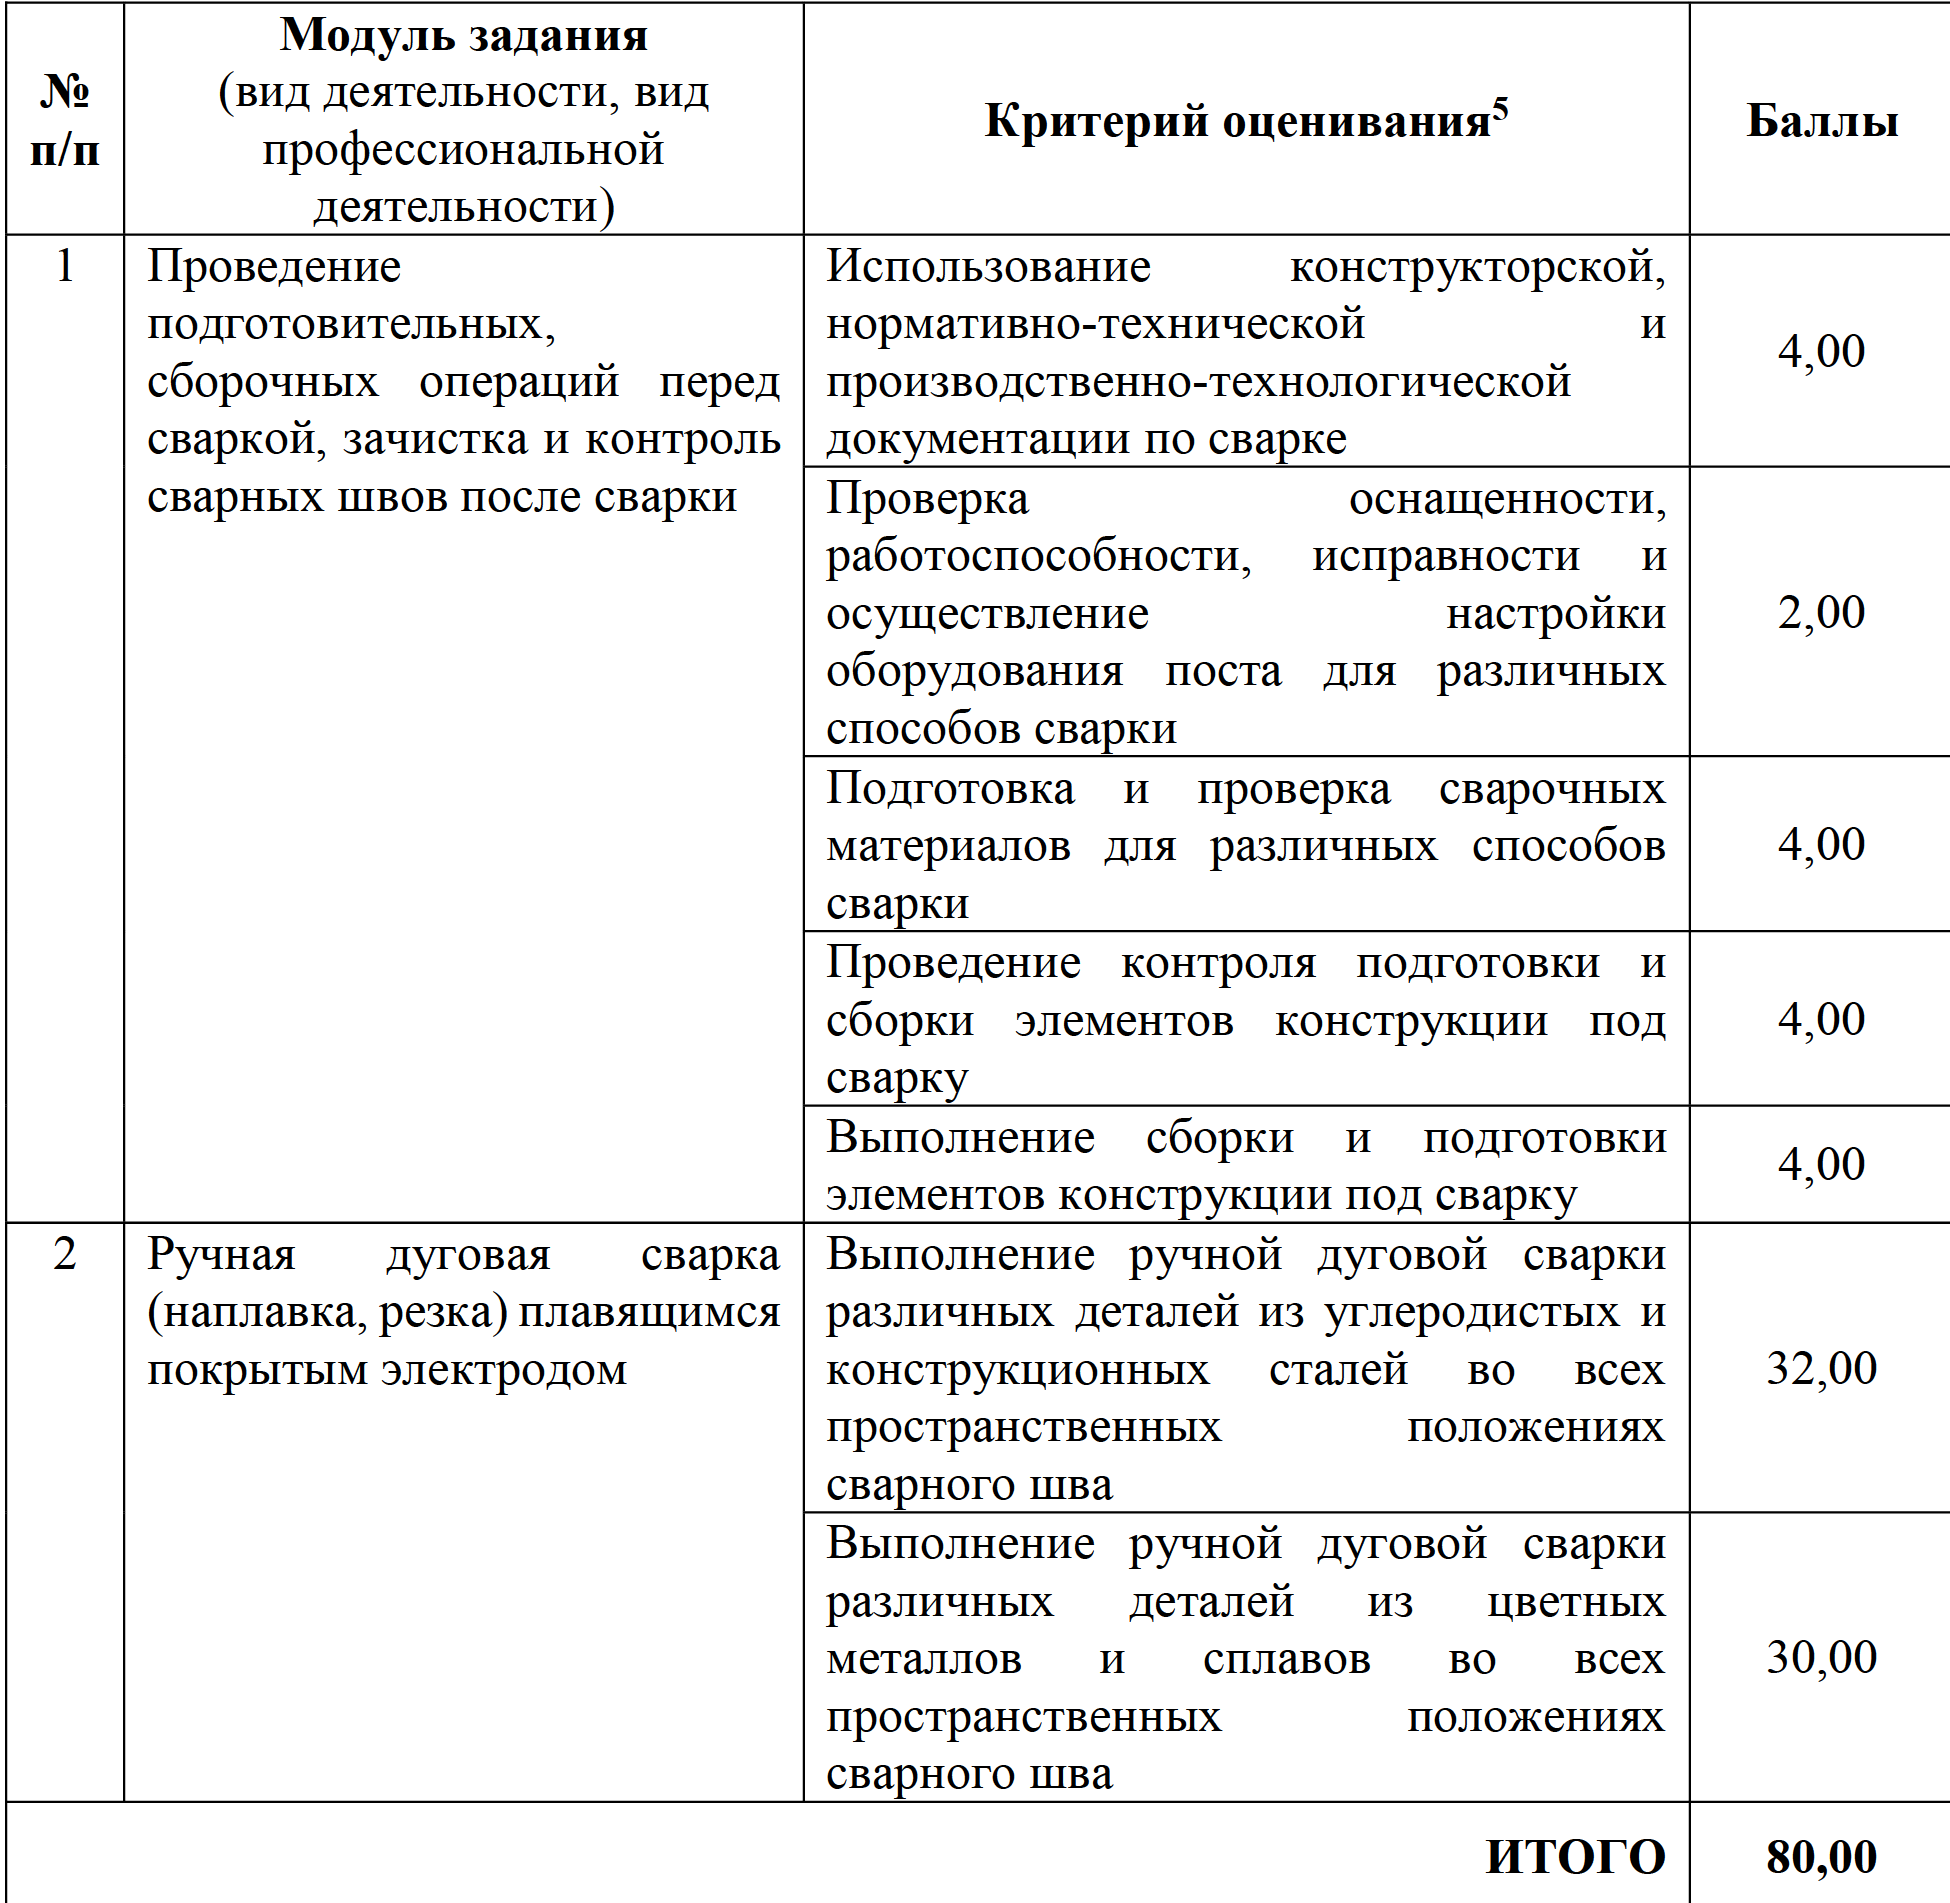 №
п/п
Модуль задания
(вид деятельности, вид
профессиональной
деятельности)
Критерий оценивания⁵
Баллы
1
Проведение
подготовительных,
сборочных операций перед
сваркой, зачистка и контроль
сварных швов после сварки
Использование конструкторской,
нормативно-технической и
производственно-технологической
документации по сварке
4,00
Проверка оснащенности,
работоспособности, исправности и
осуществление настройки
оборудования поста для различных
способов сварки
2,00
Подготовка и проверка сварочных
материалов для различных способов
сварки
4,00
Проведение контроля подготовки и
сборки элементов конструкции под
сварку
4,00
Выполнение сборки и подготовки
элементов конструкции под сварку
4,00
2
Ручная дуговая сварка
(наплавка, резка) плавящимся
покрытым электродом
Выполнение ручной дуговой сварки
различных деталей из углеродистых и
конструкционных сталей во всех
пространственных положениях
сварного шва
32,00
Выполнение ручной дуговой сварки
различных деталей из цветных
металлов и сплавов во всех
пространственных положениях
сварного шва
30,00
ИТОГО
80,00